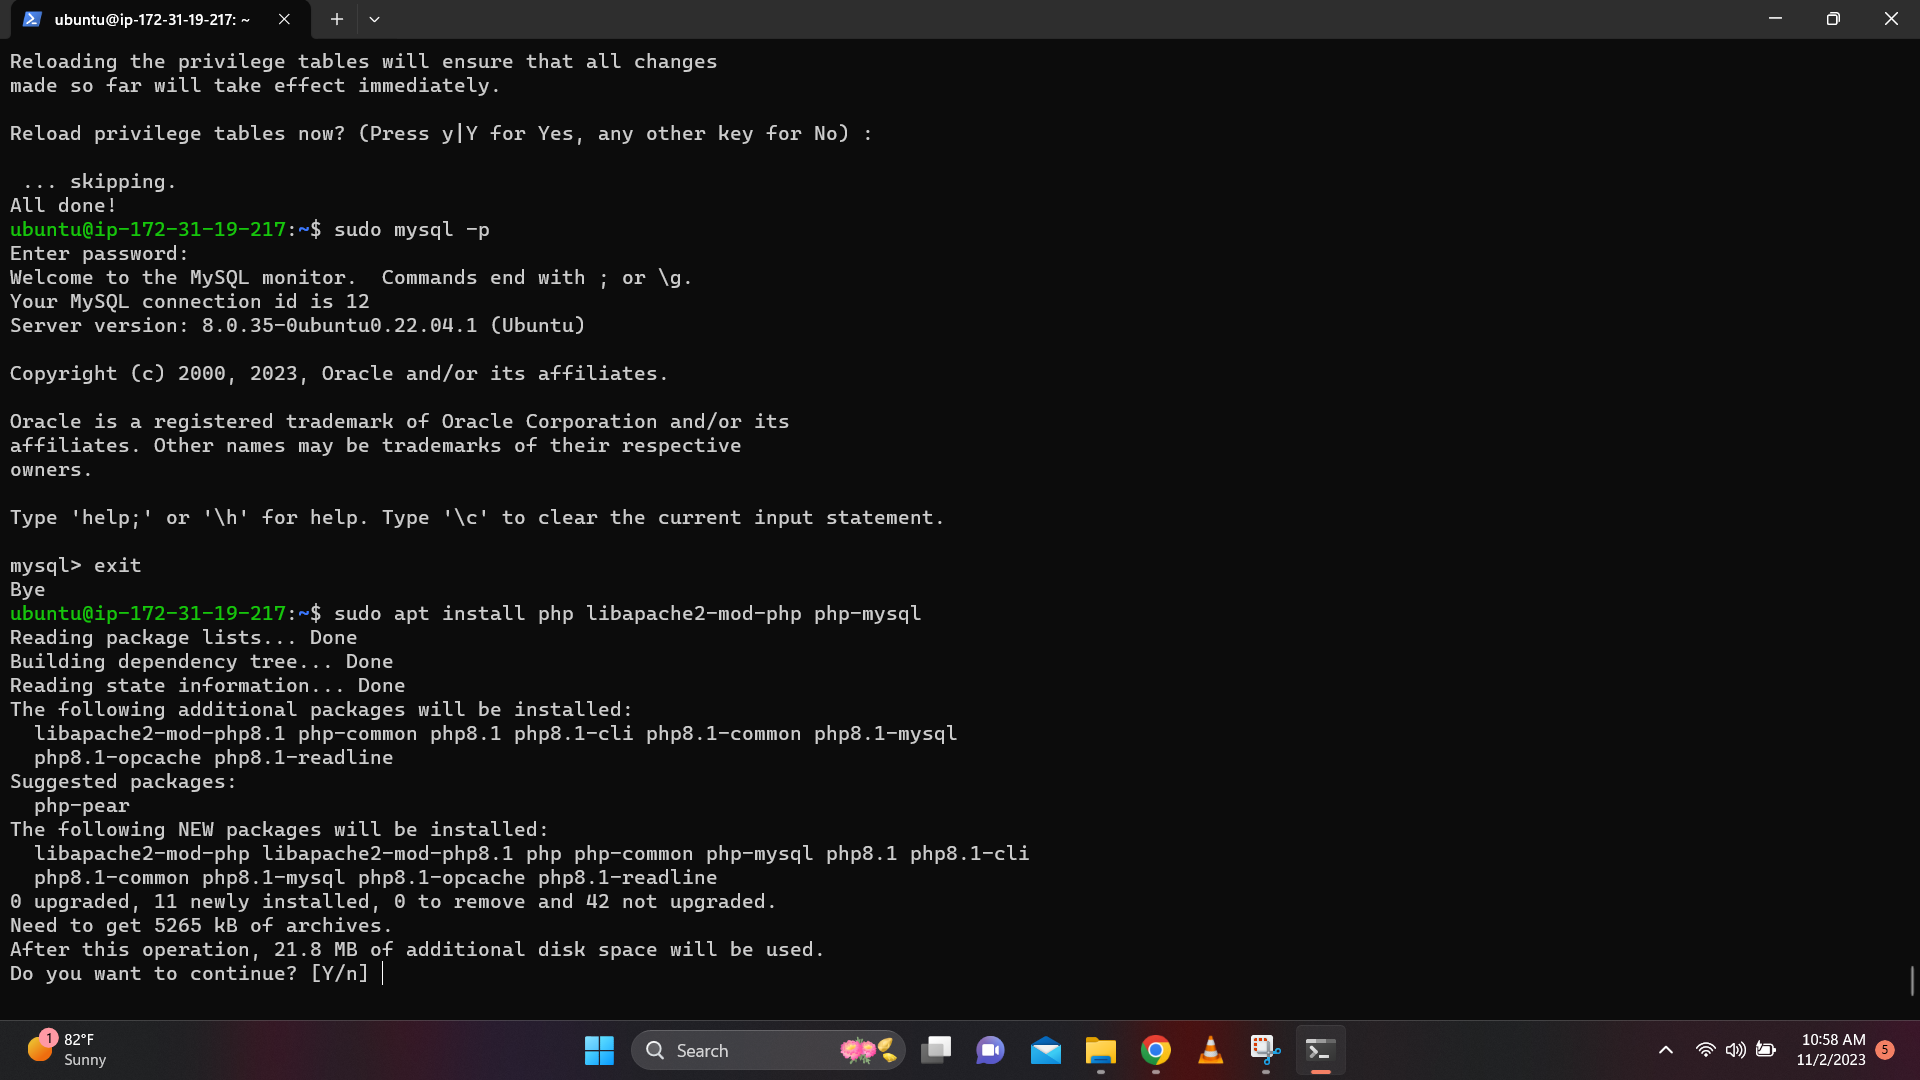 ubuntu@ip-172-31-19-217: ~
Reloading the privilege tables will ensure that all changes
made so far will take effect immediately.
Reload privilege tables now? (Press y|Y for Yes, any other key for No) :
... skipping.
All done!
ubuntu@ip-172-31-19-217:~$ sudo mysql -p
Enter password:
Welcome to the MySQL monitor.  Commands end with ; or \g.
Your MySQL connection id is 12
Server version: 8.0.35-0ubuntu0.22.04.1 (Ubuntu)
Copyright (c) 2000, 2023, Oracle and/or its affiliates.
Oracle is a registered trademark of Oracle Corporation and/or its
affiliates. Other names may be trademarks of their respective
owners.
Type 'help;' or '\h' for help. Type '\c' to clear the current input statement.
mysql> exit
Bye
ubuntu@ip-172-31-19-217:~$ sudo apt install php libapache2-mod-php php-mysql
Reading package lists... Done
Building dependency tree... Done
Reading state information... Done
The following additional packages will be installed:
  libapache2-mod-php8.1 php-common php8.1 php8.1-cli php8.1-common php8.1-mysql
  php8.1-opcache php8.1-readline
Suggested packages:
  php-pear
The following NEW packages will be installed:
  libapache2-mod-php libapache2-mod-php8.1 php php-common php-mysql php8.1 php8.1-cli
  php8.1-common php8.1-mysql php8.1-opcache php8.1-readline
0 upgraded, 11 newly installed, 0 to remove and 42 not upgraded.
Need to get 5265 kB of archives.
After this operation, 21.8 MB of additional disk space will be used.
Do you want to continue? [Y/n]
1
82°F
Sunny
Search
10:58 AM
11/2/2023
5